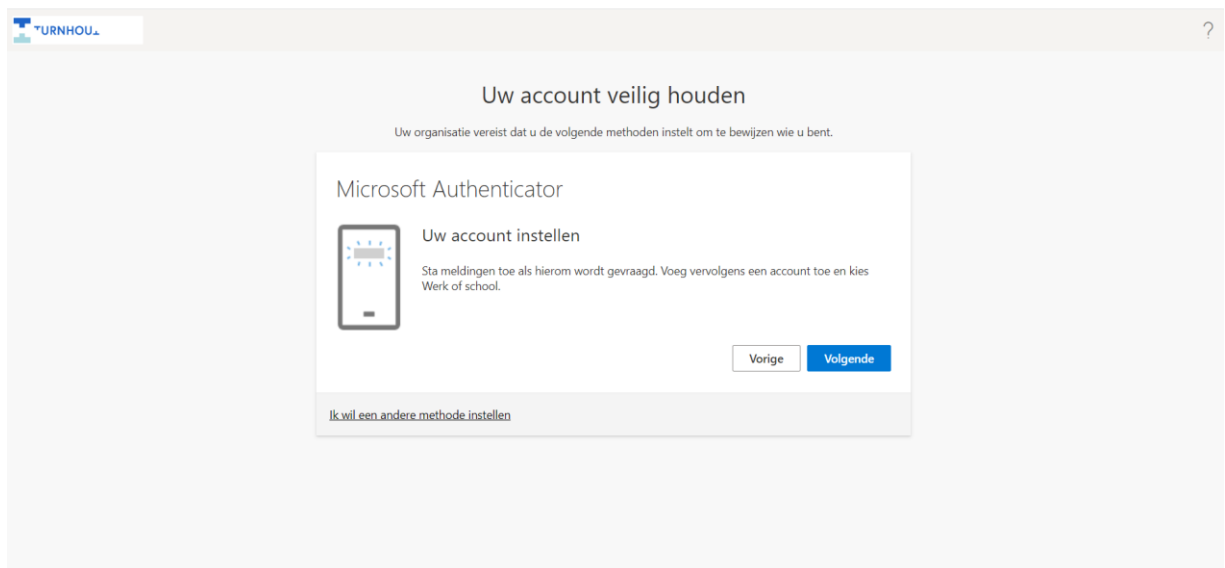 TURNHOUT
?
Uw account veilig houden
Uw organisatie vereist dat u de volgende methoden instelt om te bewijzen wie u bent.
Microsoft Authenticator
Uw account instellen
Sta meldingen toe als hierom wordt gevraagd. Voeg vervolgens een account toe en kies
Werk of school.
Vorige
Volgende
Ik wil een andere methode instellen